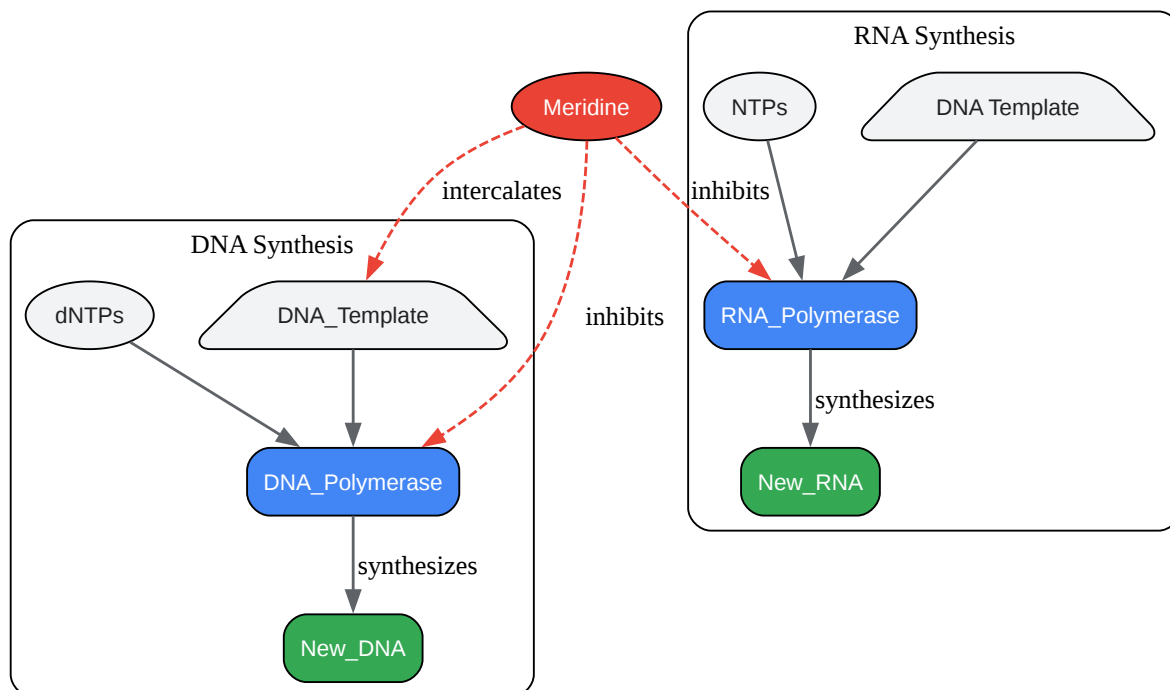 RNA Synthesis
Meridine
NTPs
DNA Template
intercalates
inhibits
DNA Synthesis
dNTPs
DNA_Template
inhibits
RNA_Polymerase
synthesizes
DNA_Polymerase
New_RNA
synthesizes
New_DNA